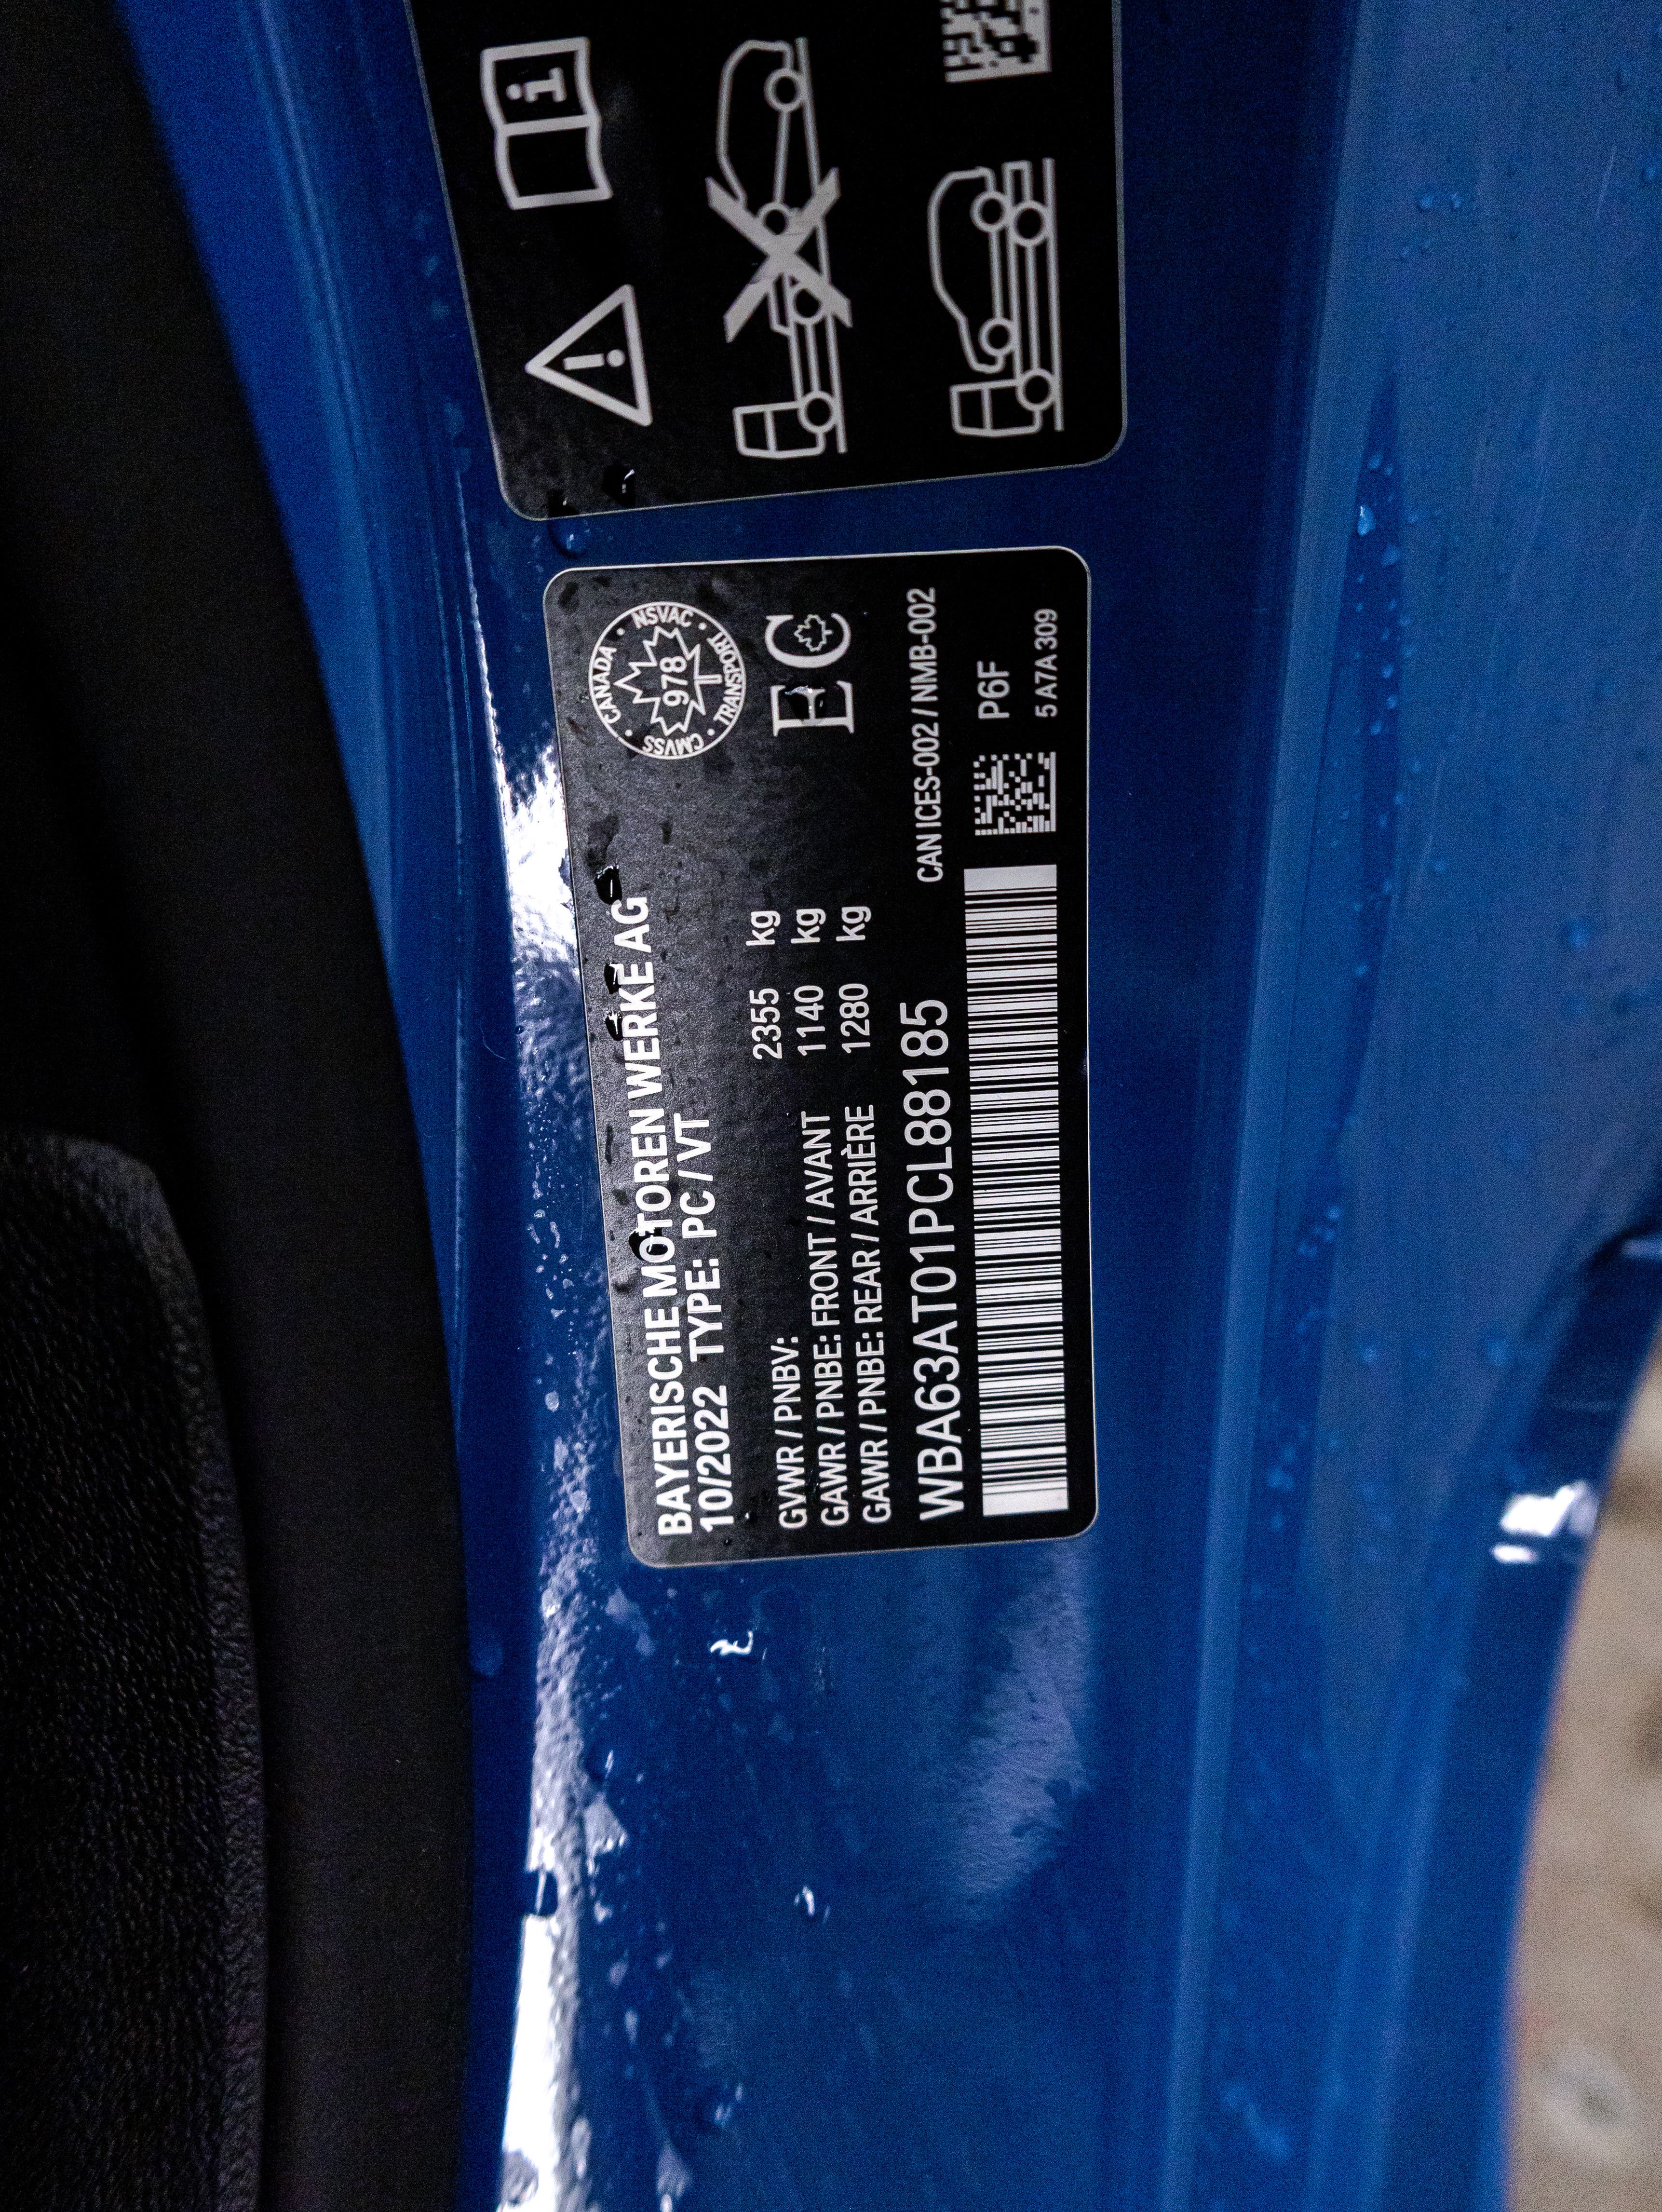 BAYERISCHE MOTOREN WERKE AG
10/2022 TYPE: PC / VT
GVWR / PNBV: 2355 kg
GAWR / PNBE: FRONT / AVANT 1140 kg
GAWR / PNBE: REAR / ARRIÈRE 1280 kg
WBA63AT01PCL88185
CANADA · NSVAC · TRANSPORT · CMVSS ·
978
EC
CAN ICES-002 / NMB-002
P6F
5 A7A 309